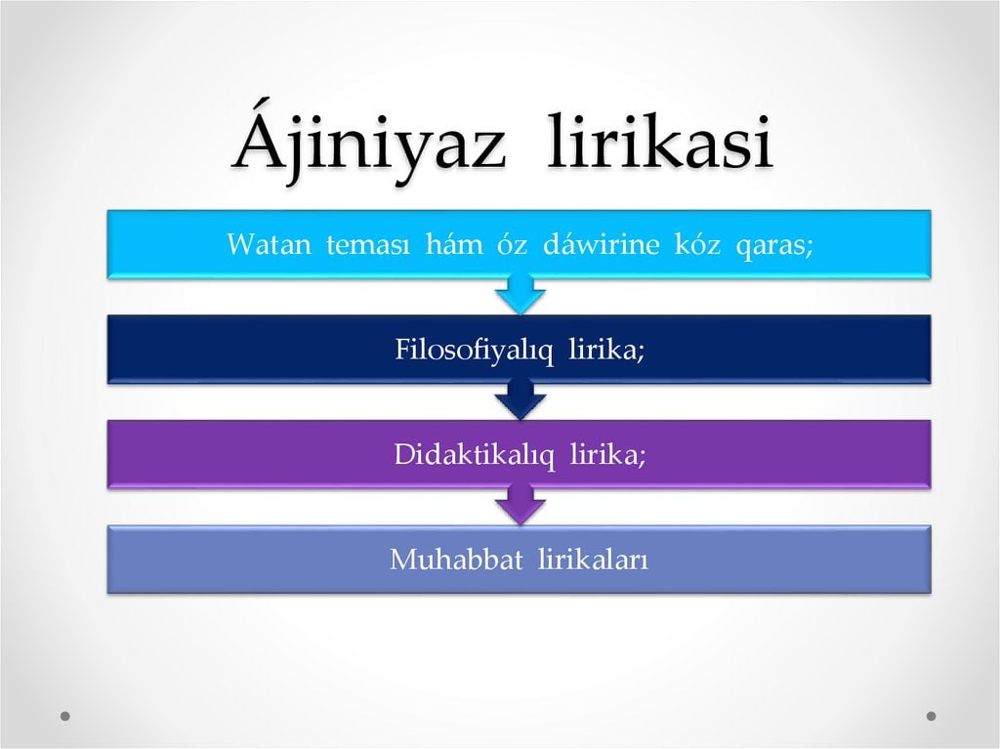 Ájiniyaz lirikasi
Watan teması hám óz dáwirine kóz qaras;
Filosofiyalıq lirika;
Didaktikalıq lirika;
Muhabbat lirikaları